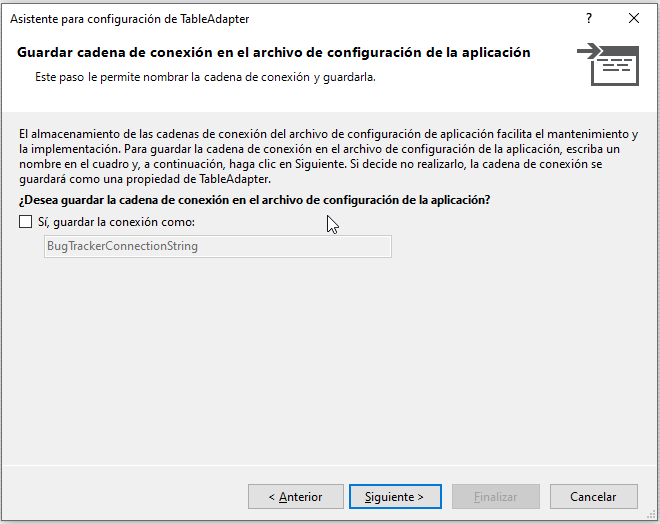 Asistente para configuración de TableAdapter
?
Guardar cadena de conexión en el archivo de configuración de la aplicación
Este paso le permite nombrar la cadena de conexión y guardarla.
El almacenamiento de las cadenas de conexión del archivo de configuración de aplicación facilita el mantenimiento y
la implementación. Para guardar la cadena de conexión en el archivo de configuración de la aplicación, escriba un
nombre en el cuadro y, a continuación, haga clic en Siguiente. Si decide no realizarlo, la cadena de conexión se
guardará como una propiedad de TableAdapter.
¿Desea guardar la cadena de conexión en el archivo de configuración de la aplicación?
Sí, guardar la conexión como:
BugTrackerConnectionString
< Anterior
Siguiente >
Finalizar
Cancelar